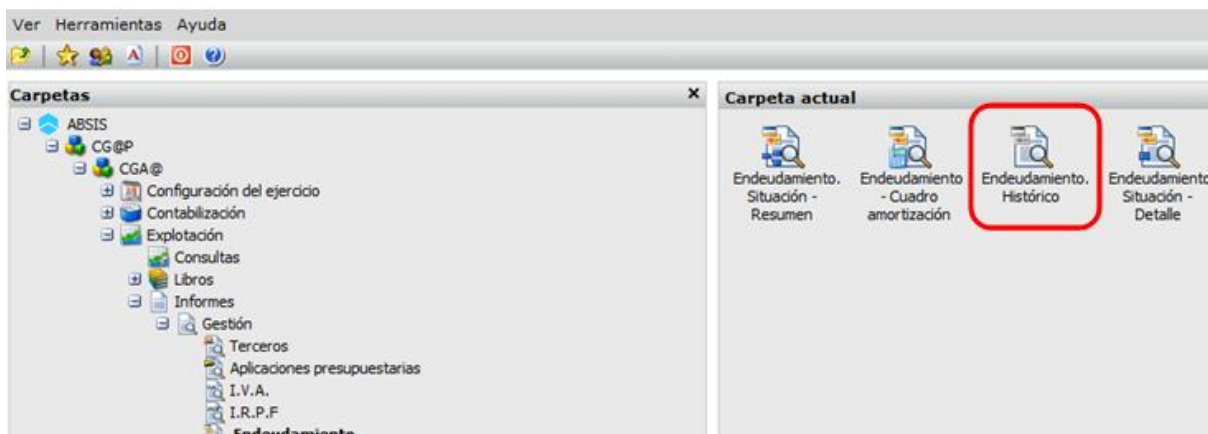 Ver Herramientas Ayuda
Carpetas
ABSIS
CG@P
CGA@
Configuración del ejercicio
Contabilización
Explotación
Consultas
Libros
Informes
Gestión
Terceros
Aplicaciones presupuestarias
I.V.A.
I.R.P.F
Endeudamiento
Carpeta actual
Endeudamiento.
Situación -
Resumen
Endeudamiento
- Cuadro
amortización
Endeudamiento.
Histórico
Endeudamiento
Situación -
Detalle